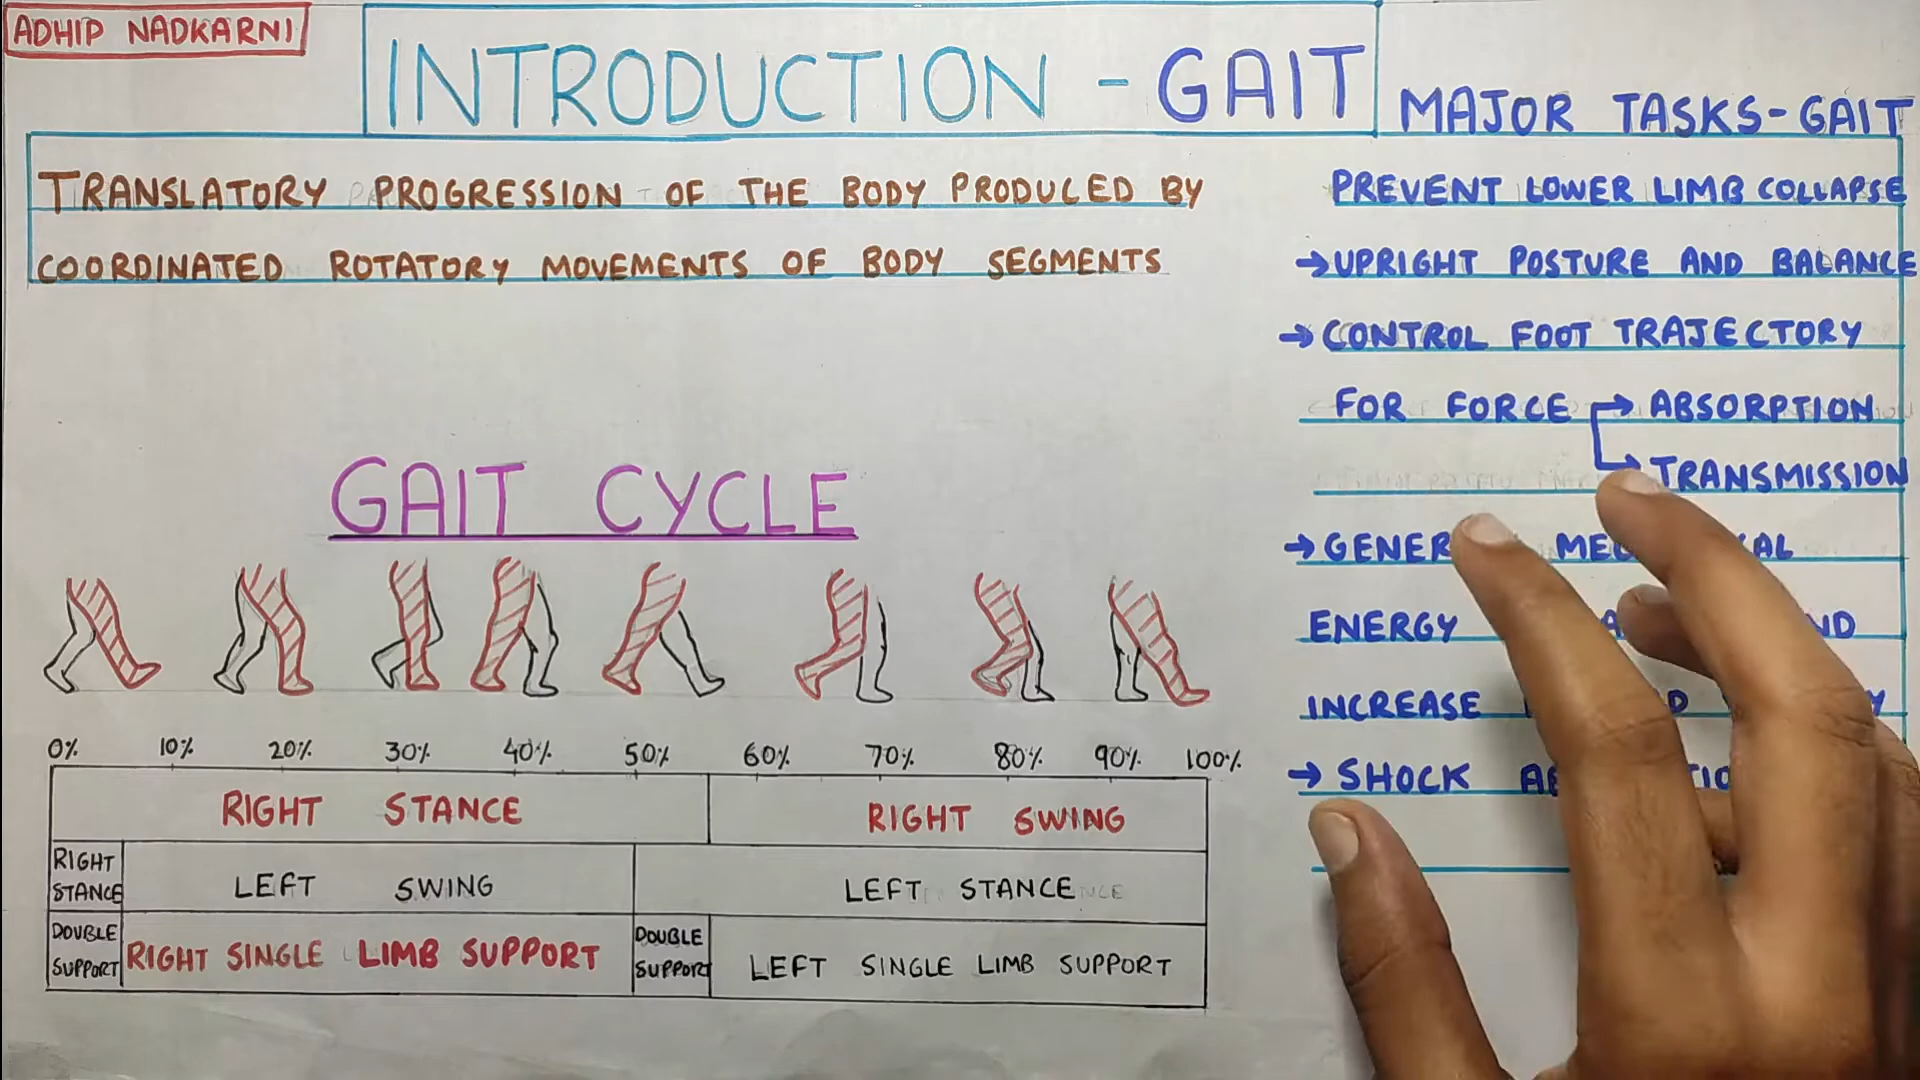 ADHIP NADKARNI
INTRODUCTION - GAIT
TRANSLATORY PROGRESSION OF THE BODY PRODUCED BY
COORDINATED ROTATORY MOVEMENTS OF BODY SEGMENTS
MAJOR TASKS-GAIT
PREVENT LOWER LIMB COLLAPSE
→UPRIGHT POSTURE AND BALANCE
→CONTROL FOOT TRAJECTORY
FOR FORCE → ABSORPTION
→TRANSMISSION
→GENER
ENERGY
INCREASE
→ SHOCK
GAIT CYCLE
0% 10% 20% 30% 40% 50% 60% 70% 80% 90% 100%
RIGHT STANCE RIGHT SWING
RIGHT
STANCE
LEFT SWING
LEFT STANCE
DOUBLE
SUPPORT
RIGHT SINGLE LIMB SUPPORT
DOUBLE
SUPPORT
LEFT SINGLE LIMB SUPPORT